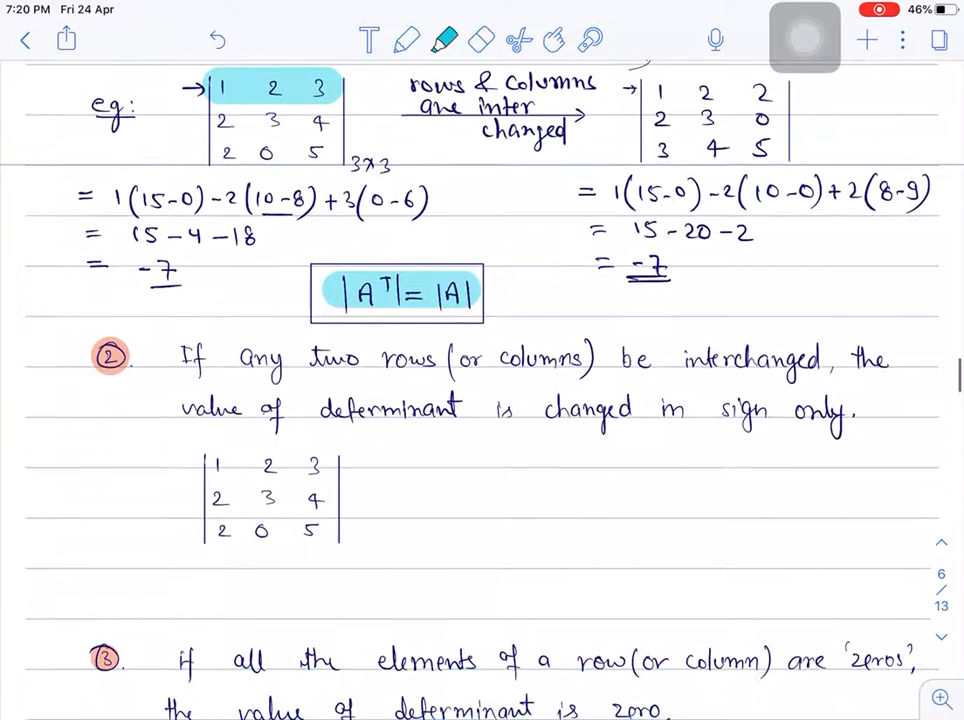 7:20 PM Fri 24 Apr
46%
T
eg:
→ | 1 2 3 |
| 2 3 4 |
| 2 0 5 | 3×3
rows & columns
are inter
changed
→ | 1 2 2 |
| 2 3 0 |
| 3 4 5 |
= 1(15-0)-2(10-8)+3(0-6)
= 15-4-18
= -7
= 1(15-0)-2(10-0)+2(8-9)
= 15-20-2
= -7
|Aᵀ|= |A|
②. If any two rows (or columns) be interchanged, the
value of determinant is changed in sign only.
| 1 2 3 |
| 2 3 4 |
| 2 0 5 |
6
/
13
③. if all the elements of a row (or column) are 'zeros',
the value of determinant is zero.